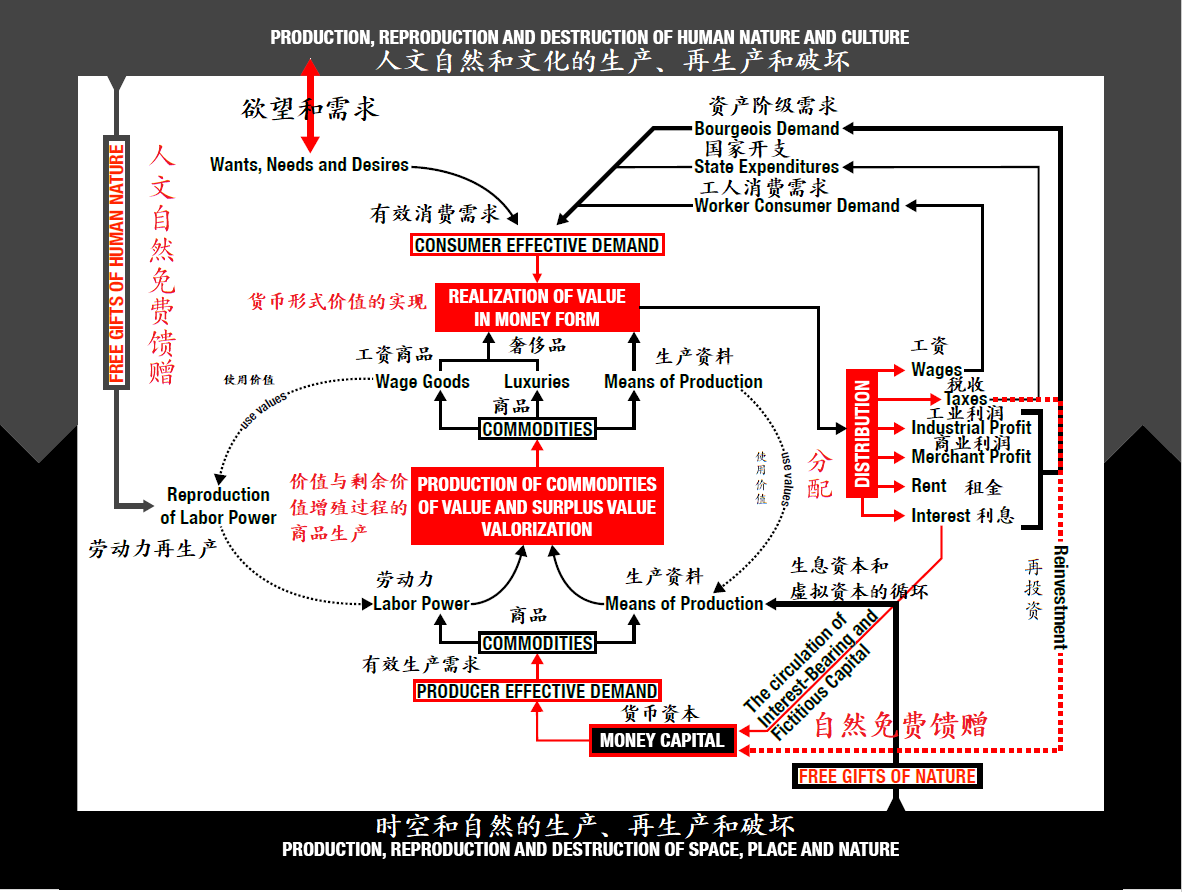 PRODUCTION, REPRODUCTION AND DESTRUCTION OF HUMAN NATURE AND CULTURE
人文自然和文化的生产、再生产和破坏
欲望和需求
Wants, Needs and Desires
资产阶级需求
Bourgeois Demand
国家开支
State Expenditures
工人消费需求
Worker Consumer Demand
FREE GIFTS OF HUMAN NATURE
人文自然免费馈赠
有效消费需求
CONSUMER EFFECTIVE DEMAND
货币形式价值的实现
REALIZATION OF VALUE
IN MONEY FORM
工资商品
奢侈品
生产资料
Wage Goods
Luxuries
Means of Production
使用价值
use values
商品
COMMODITIES
使用价值
use values
分配
DISTRIBUTION
工资
Wages
税收
Taxes
工业利润
Industrial Profit
商业利润
Merchant Profit
Rent 租金
Interest 利息
价值与剩余价
值增殖过程的
商品生产
PRODUCTION OF COMMODITIES
OF VALUE AND SURPLUS VALUE
VALORIZATION
Reproduction
of Labor Power
劳动力再生产
劳动力
Labor Power
生产资料
Means of Production
生息资本和
虚拟资本的循环
The circulation of
Interest-Bearing and
Fictitious Capital
再投资
Reinvestment
商品
COMMODITIES
有效生产需求
PRODUCER EFFECTIVE DEMAND
货币资本
MONEY CAPITAL
自然免费馈赠
FREE GIFTS OF NATURE
时空和自然的生产、再生产和破坏
PRODUCTION, REPRODUCTION AND DESTRUCTION OF SPACE, PLACE AND NATURE